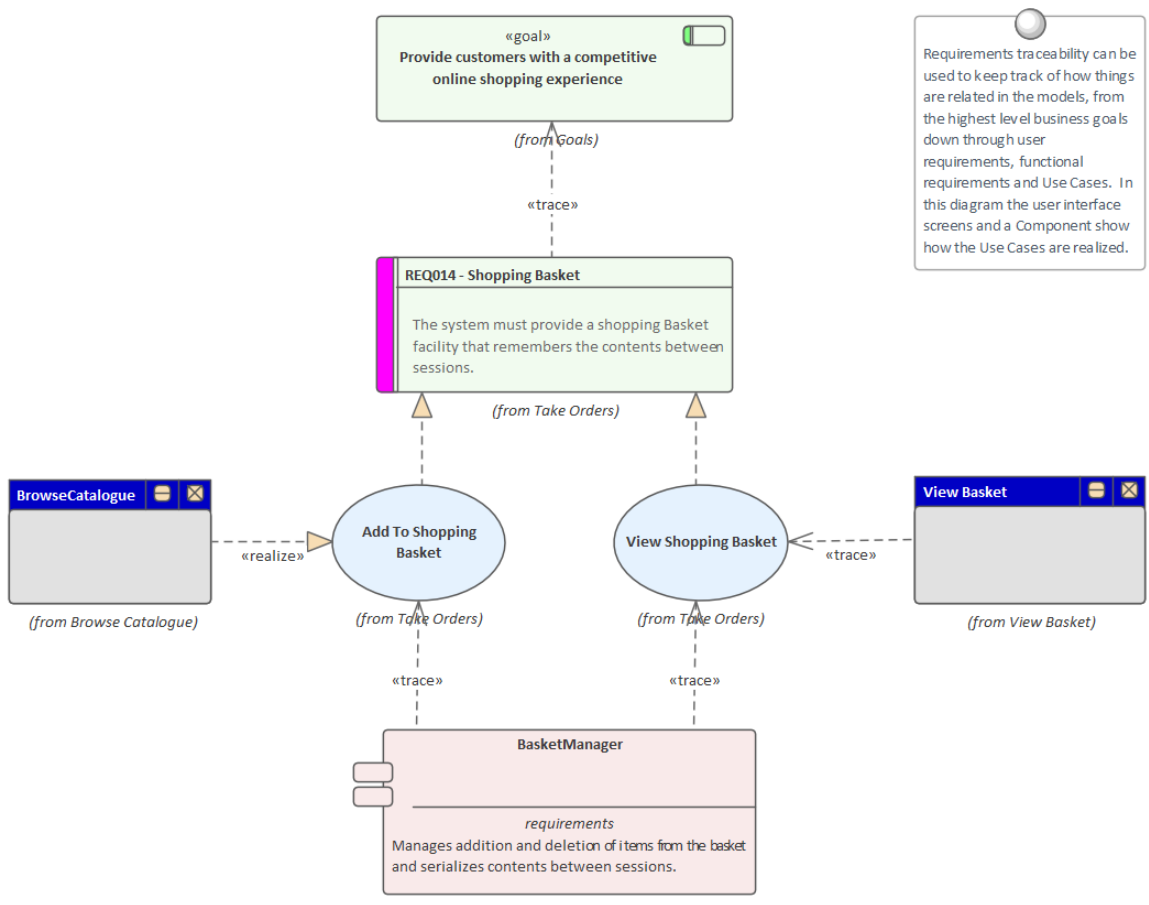 «goal»
Provide customers with a competitive
online shopping experience
(from Goals)
Requirements traceability can be
used to keep track of how things
are related in the models, from
the highest level business goals
down through user
requirements, functional
requirements and Use Cases.  In
this diagram the user interface
screens and a Component show
how the Use Cases are realized.
«trace»
REQ014 - Shopping Basket
The system must provide a shopping Basket
facility that remembers the contents between
sessions.
(from Take Orders)
BrowseCatalogue
(from Browse Catalogue)
«realize»
Add To Shopping
Basket
(from Take Orders)
View Shopping Basket
(from Take Orders)
«trace»
View Basket
(from View Basket)
«trace»
«trace»
BasketManager
requirements
Manages addition and deletion of items from the basket
and serializes contents between sessions.